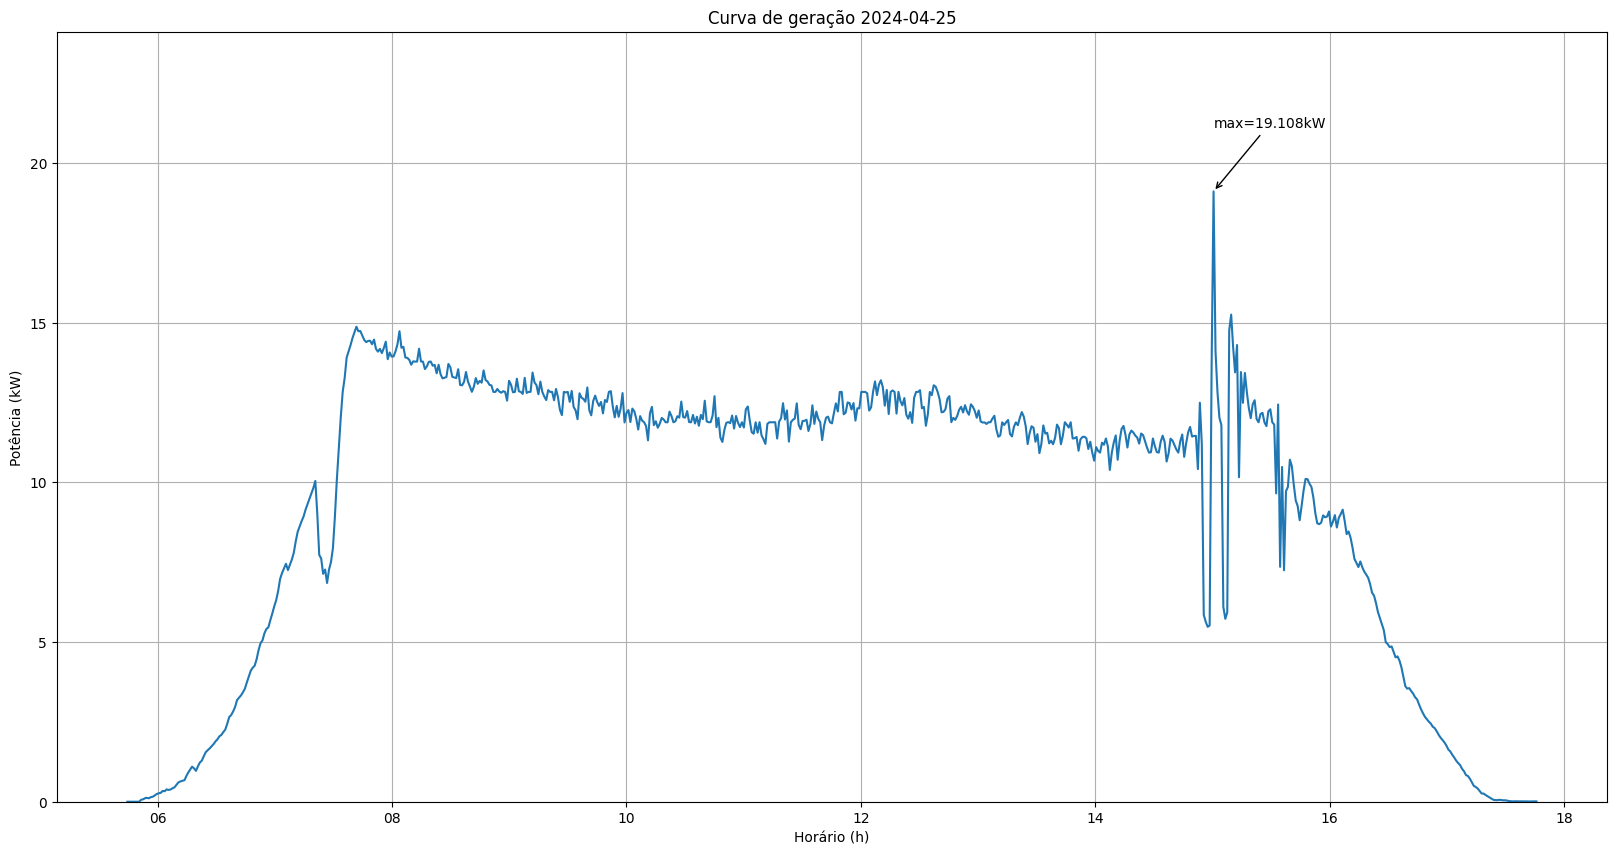 Curva de geração 2024-04-25
max=19.108kW
20
15
10
5
0
Potência (kW)
06 08 10 12 14 16 18
Horário (h)